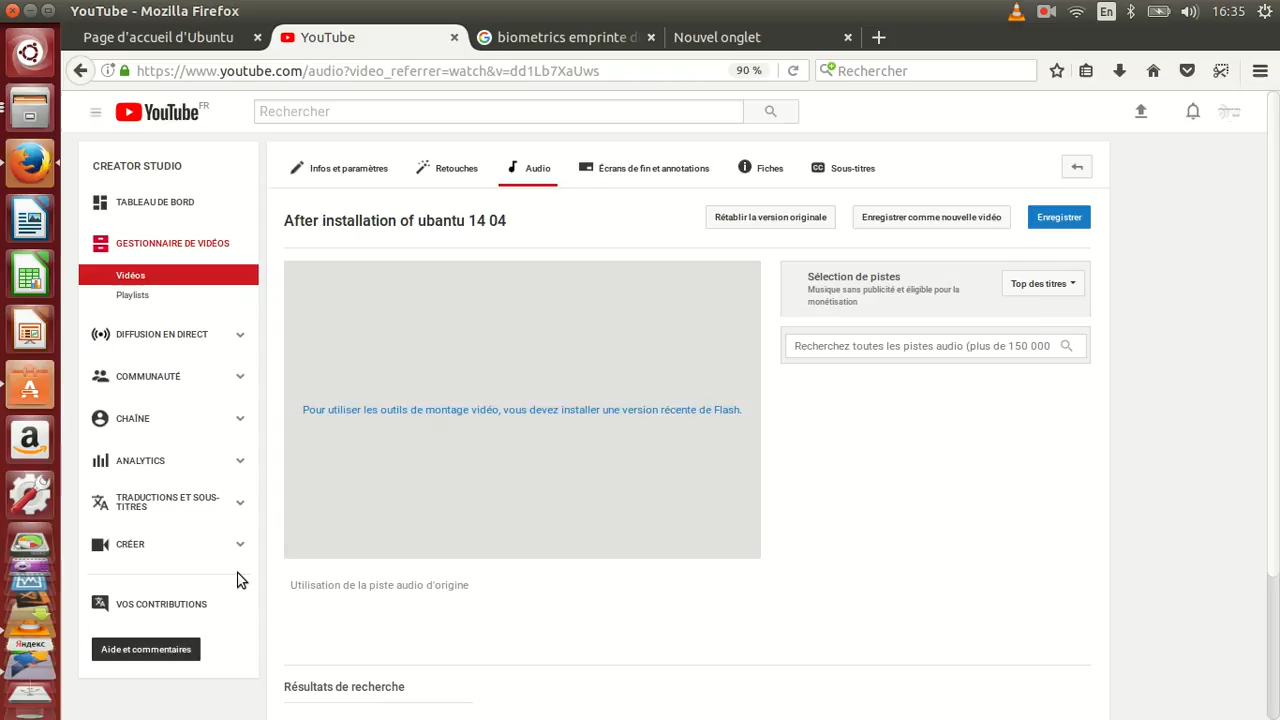 YouTube - Mozilla Firefox
En
16:35
Page d'accueil d'Ubuntu
YouTube
biometrics emprinte d
Nouvel onglet
https://www.youtube.com/audio?video_referrer=watch&v=dd1Lb7XaUws
90 %
Rechercher
YouTube FR
Rechercher
CREATOR STUDIO
TABLEAU DE BORD
GESTIONNAIRE DE VIDÉOS
Vidéos
Playlists
DIFFUSION EN DIRECT
COMMUNAUTÉ
CHAÎNE
ANALYTICS
TRADUCTIONS ET SOUS-
TITRES
CRÉER
VOS CONTRIBUTIONS
Aide et commentaires
Infos et paramètres
Retouches
Audio
Écrans de fin et annotations
Fiches
CC Sous-titres
After installation of ubantu 14 04
Rétablir la version originale
Enregistrer comme nouvelle vidéo
Enregistrer
Pour utiliser les outils de montage vidéo, vous devez installer une version récente de Flash.
Sélection de pistes
Musique sans publicité et éligible pour la
monétisation
Top des titres
Recherchez toutes les pistes audio (plus de 150 000
Utilisation de la piste audio d'origine
Résultats de recherche
Яндекс